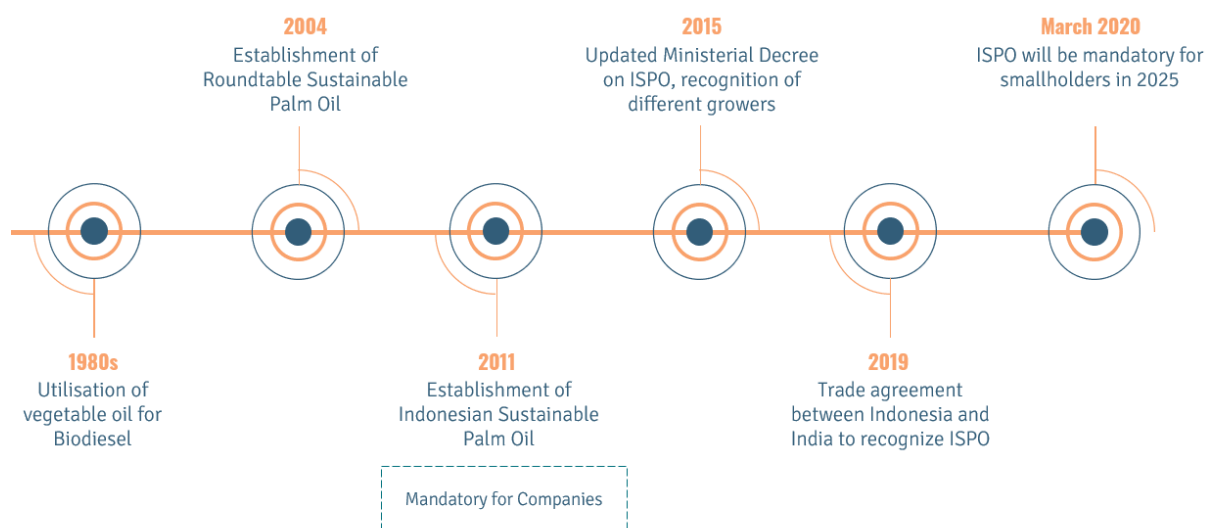 2004
Establishment of
Roundtable Sustainable
Palm Oil
2015
Updated Ministerial Decree
on ISPO, recognition of
different growers
March 2020
ISPO will be mandatory for
smallholders in 2025
1980s
Utilisation of
vegetable oil for
Biodiesel
2011
Establishment of
Indonesian Sustainable
Palm Oil
Mandatory for Companies
2019
Trade agreement
between Indonesia and
India to recognize ISPO